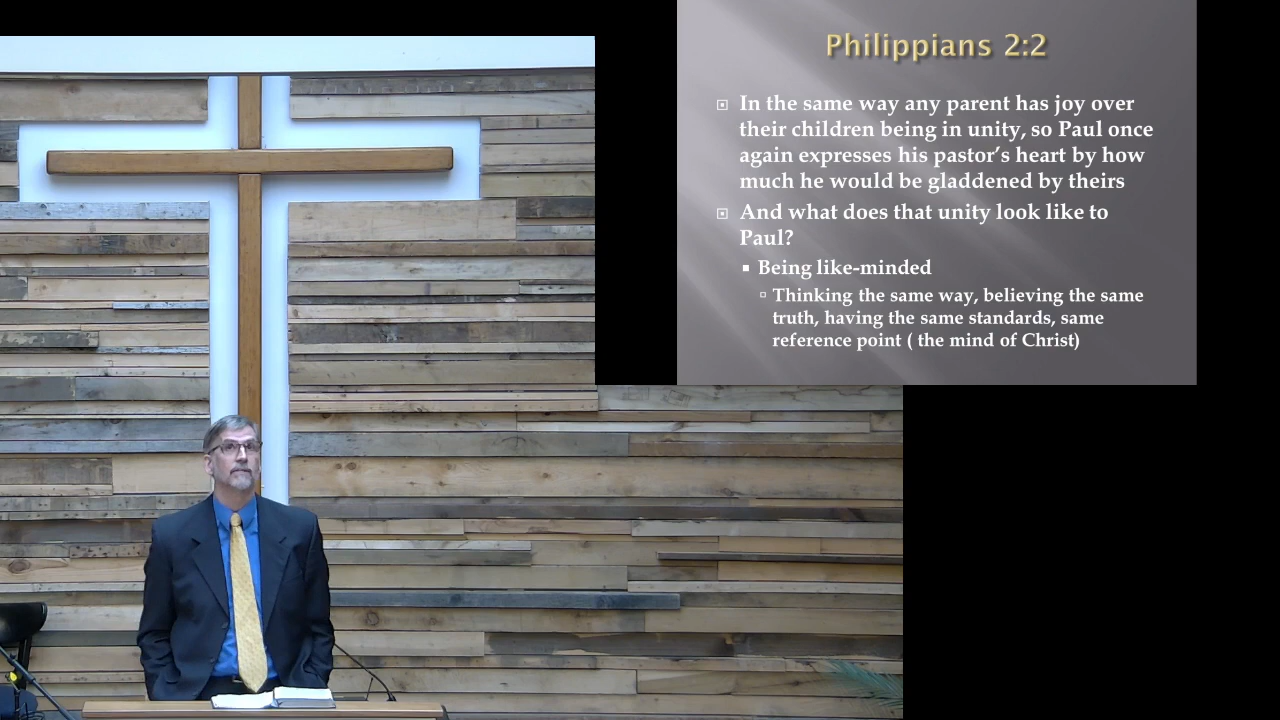 Philippians 2:2
In the same way any parent has joy over
their children being in unity, so Paul once
again expresses his pastor’s heart by how
much he would be gladdened by theirs
And what does that unity look like to
Paul?
Being like-minded
Thinking the same way, believing the same
truth, having the same standards, same
reference point ( the mind of Christ)